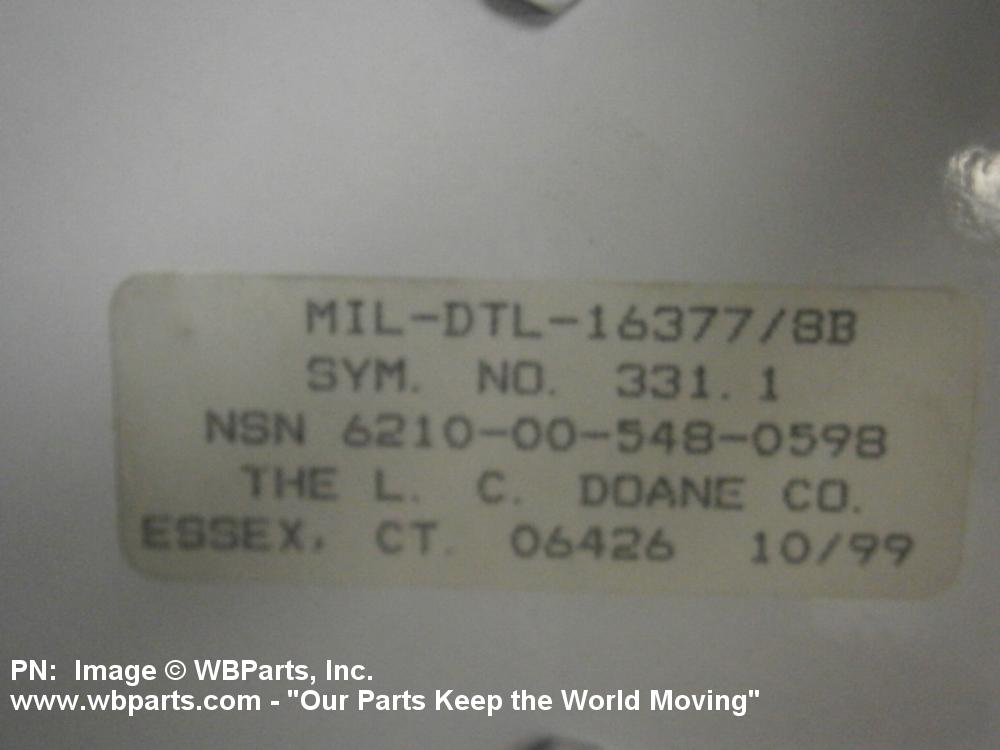 MIL-DTL-16377/8B
SYM. NO. 331.1
NSN 6210-00-548-0598
THE L. C. DOANE CO.
ESSEX, CT. 06426 10/99
PN: Image © WBParts, Inc.
www.wbparts.com - "Our Parts Keep the World Moving"